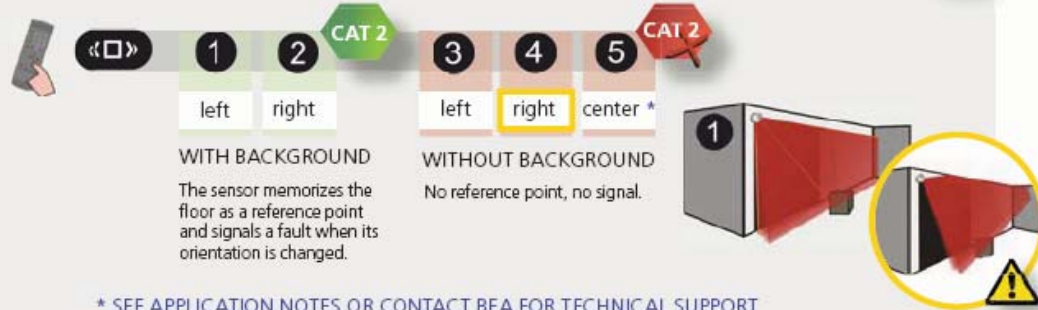 CAT 2
CAT 2
1 2 3 4 5
left right left right center *
WITH BACKGROUND
The sensor memorizes the
floor as a reference point
and signals a fault when its
orientation is changed.
WITHOUT BACKGROUND
No reference point, no signal.
1
* SEE APPLICATION NOTES OR CONTACT BEA FOR TECHNICAL SUPPORT